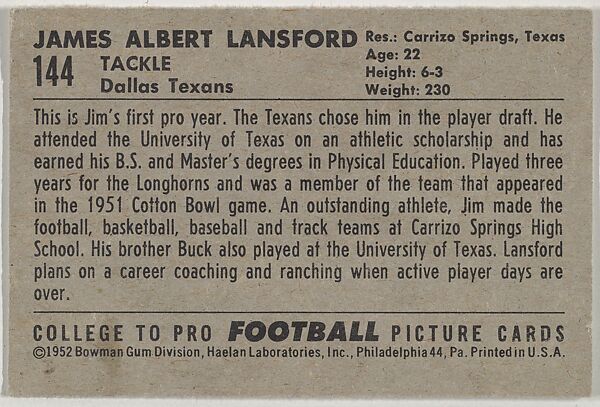 JAMES ALBERT LANSFORD
144
TACKLE
Dallas Texans
Res.: Carrizo Springs, Texas
Age: 22
Height: 6-3
Weight: 230
This is Jim's first pro year. The Texans chose him in the player draft. He
attended the University of Texas on an athletic scholarship and has
earned his B.S. and Master's degrees in Physical Education. Played three
years for the Longhorns and was a member of the team that appeared
in the 1951 Cotton Bowl game. An outstanding athlete, Jim made the
football, basketball, baseball and track teams at Carrizo Springs High
School. His brother Buck also played at the University of Texas. Lansford
plans on a career coaching and ranching when active player days are
over.
COLLEGE TO PRO FOOTBALL PICTURE CARDS
©1952 Bowman Gum Division, Haelan Laboratories, Inc., Philadelphia 44, Pa. Printed in U.S.A.